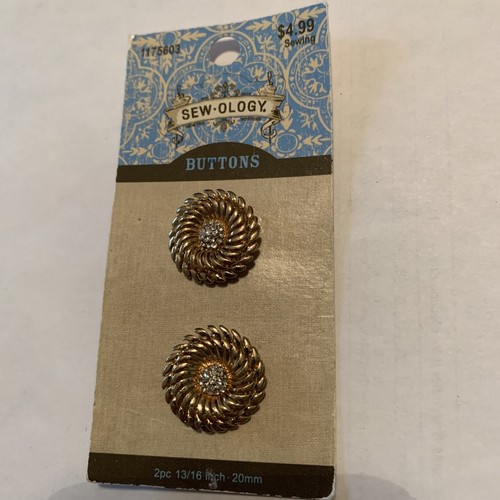 1175603
$4.99
Sewing
SEW·OLOGY.
BUTTONS
2pc 13/16 inch · 20mm